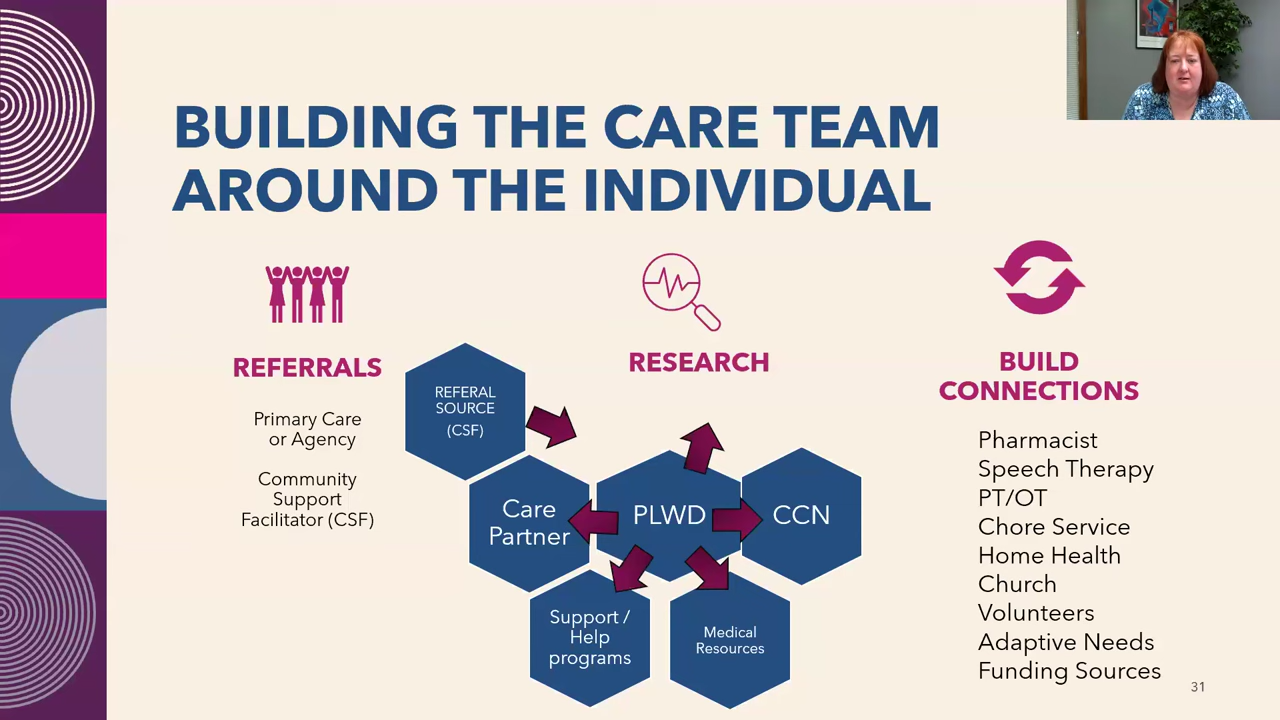 BUILDING THE CARE TEAM
AROUND THE INDIVIDUAL
REFERRALS
Primary Care
or Agency
Community
Support
Facilitator (CSF)
REFERAL
SOURCE
(CSF)
RESEARCH
Care
Partner
PLWD
CCN
Support /
Help
programs
Medical
Resources
BUILD
CONNECTIONS
Pharmacist
Speech Therapy
PT/OT
Chore Service
Home Health
Church
Volunteers
Adaptive Needs
Funding Sources
31